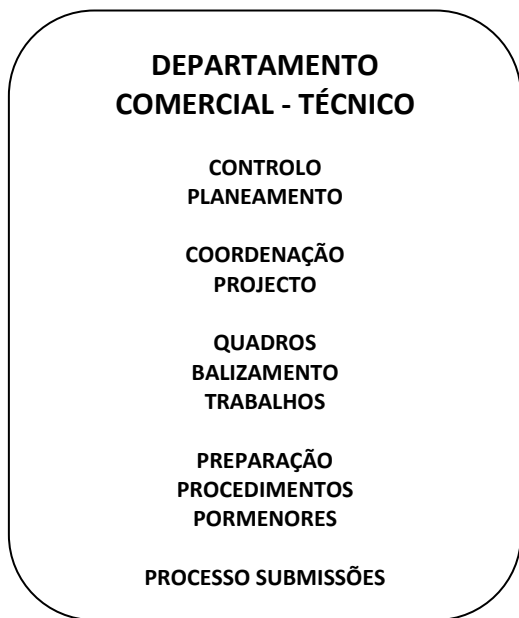 DEPARTAMENTO
COMERCIAL - TÉCNICO
CONTROLO
PLANEAMENTO
COORDENAÇÃO
PROJECTO
QUADROS
BALIZAMENTO
TRABALHOS
PREPARAÇÃO
PROCEDIMENTOS
PORMENORES
PROCESSO SUBMISSÕES